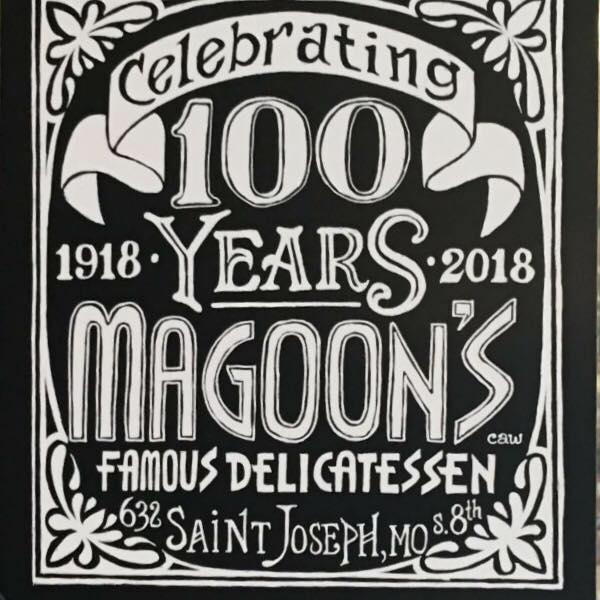 Celebrating
100
YEARS
1918 · · 2018
MAGOON'S
caw
FAMOUS DELICATESSEN
632 SAINT JOSEPH, MO S. 8th